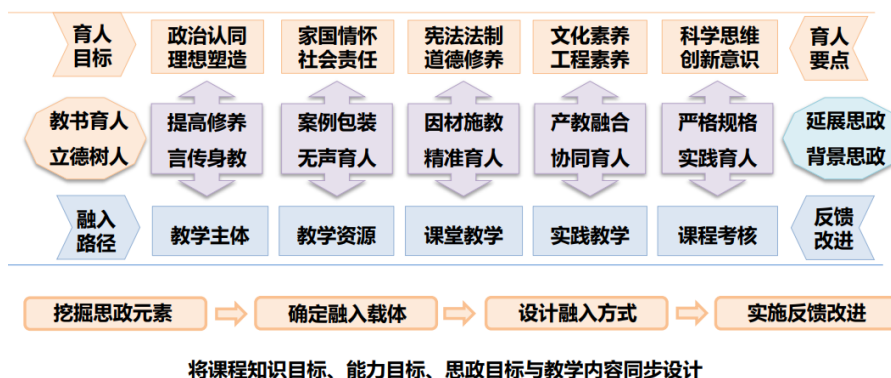 育人
目标
政治认同
理想塑造
家国情怀
社会责任
宪法法制
道德修养
文化素养
工程素养
科学思维
创新意识
育人
要点
教书育人
立德树人
提高修养
言传身教
案例包装
无声育人
因材施教
精准育人
产教融合
协同育人
严格规格
实践育人
延展思政
背景思政
融入
路径
教学主体
教学资源
课堂教学
实践教学
课程考核
反馈
改进
挖掘思政元素
确定融入载体
设计融入方式
实施反馈改进
将课程知识目标、能力目标、思政目标与教学内容同步设计